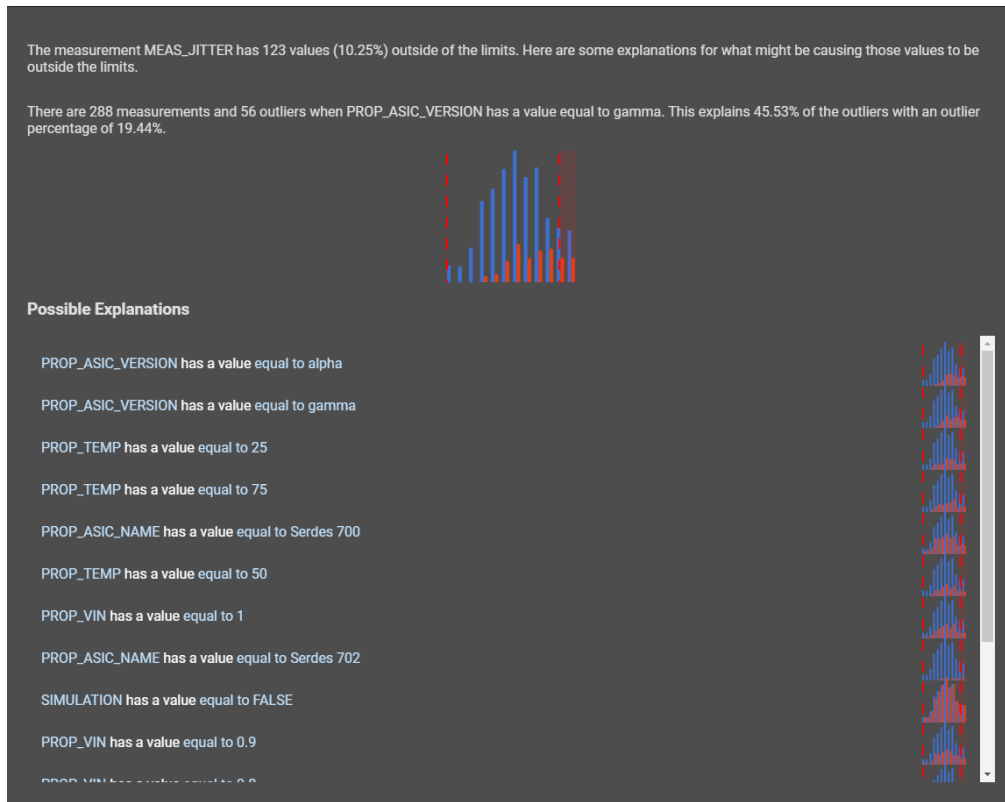 The measurement MEAS_JITTER has 123 values (10.25%) outside of the limits. Here are some explanations for what might be causing those values to be
outside the limits.
There are 288 measurements and 56 outliers when PROP_ASIC_VERSION has a value equal to gamma. This explains 45.53% of the outliers with an outlier
percentage of 19.44%.
Possible Explanations
PROP_ASIC_VERSION has a value equal to alpha
PROP_ASIC_VERSION has a value equal to gamma
PROP_TEMP has a value equal to 25
PROP_TEMP has a value equal to 75
PROP_ASIC_NAME has a value equal to Serdes 700
PROP_TEMP has a value equal to 50
PROP_VIN has a value equal to 1
PROP_ASIC_NAME has a value equal to Serdes 702
SIMULATION has a value equal to FALSE
PROP_VIN has a value equal to 0.9
PROP_VIN has a value equal to